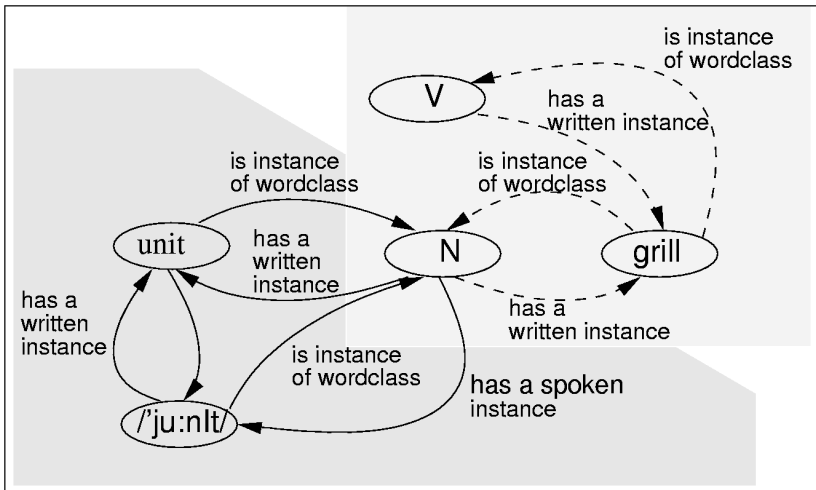 is instance
of wordclass
V
has a
written instance
is instance
of wordclass
is instance
of wordclass
unit
has a
written
instance
N
grill
has a
written
instance
has a
written instance
is instance
of wordclass
has a spoken
instance
/'ju:nIt/